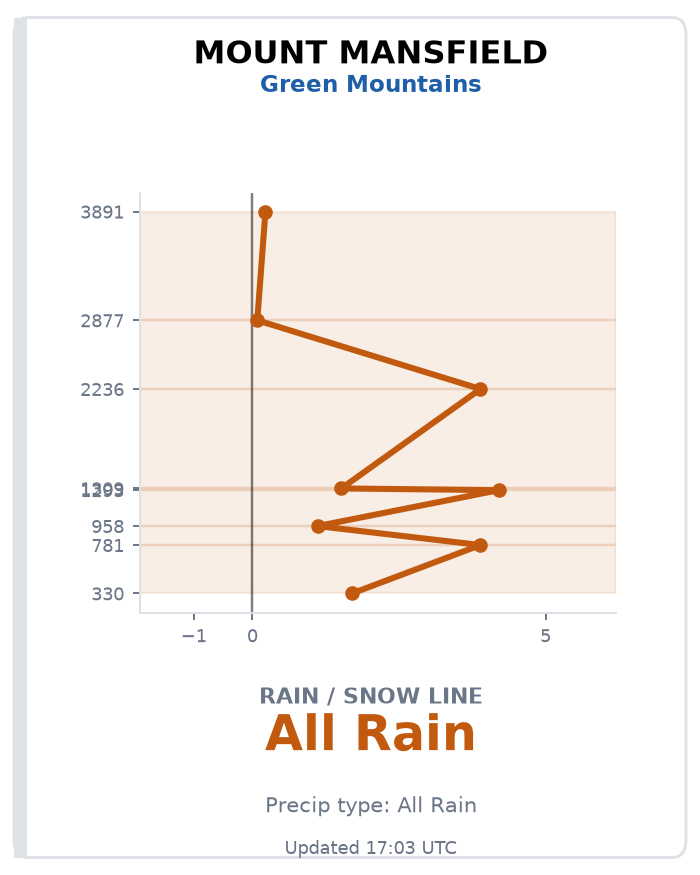 MOUNT MANSFIELD
Green Mountains
3891
2877
2236
958
781
330
−1 0 5
RAIN / SNOW LINE
All Rain
Precip type: All Rain
Updated 17:03 UTC